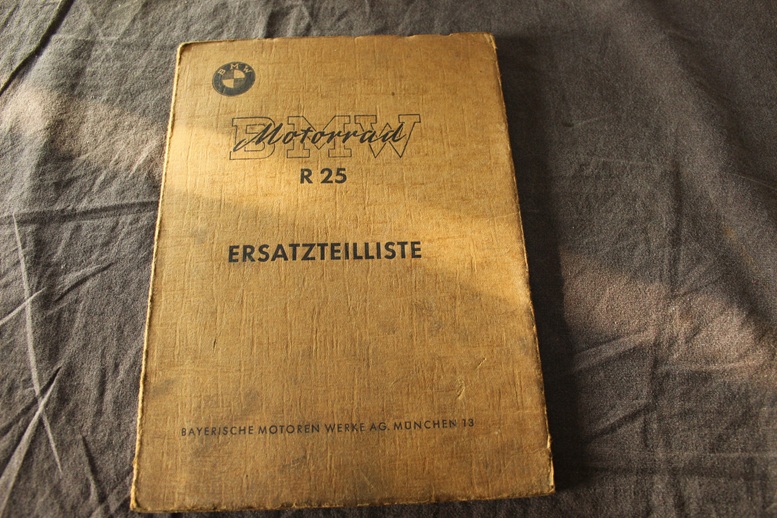 BMW
BMW Motorrad
R 25
ERSATZTEILLISTE
BAYERISCHE MOTOREN WERKE AG. MÜNCHEN 13